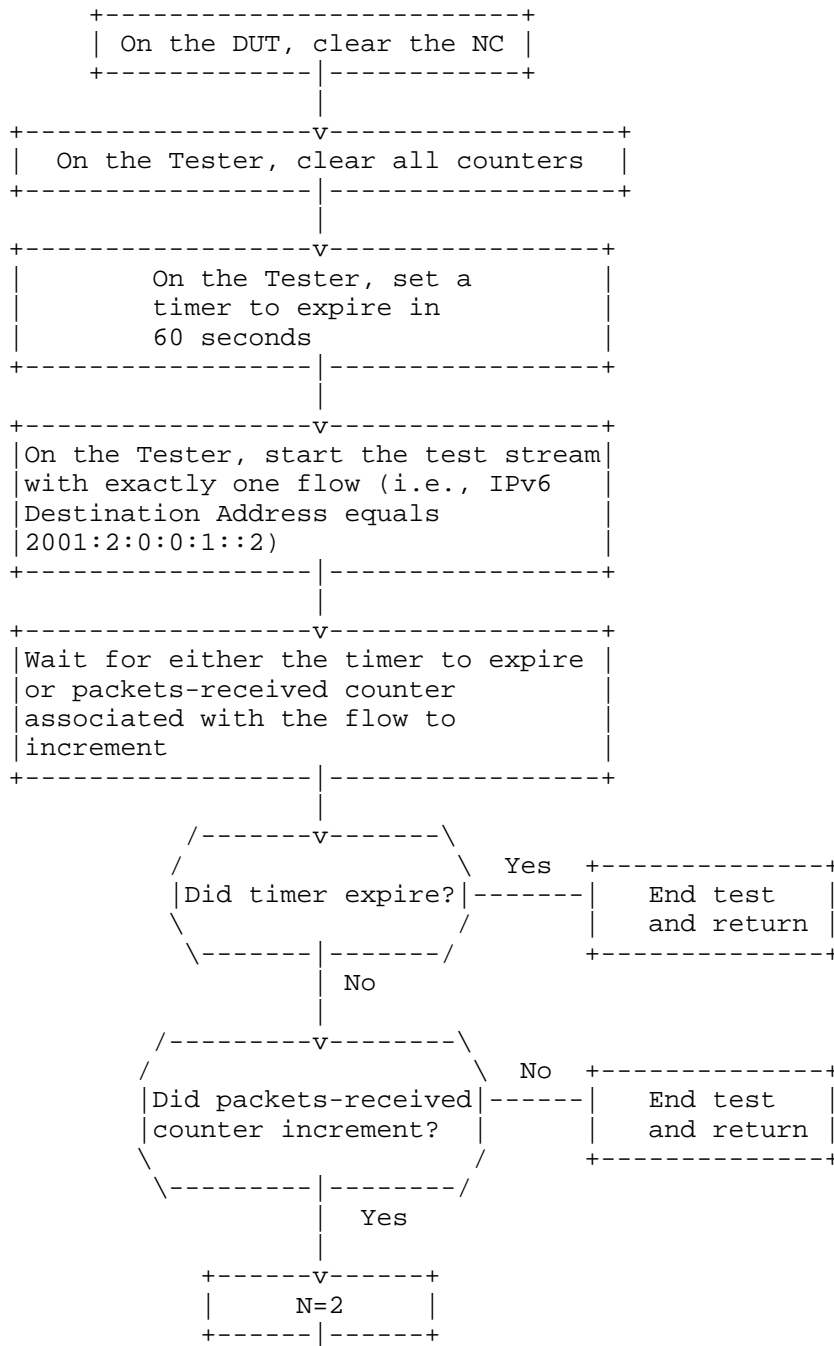 On the DUT, clear the NC
On the Tester, clear all counters
On the Tester, set a
timer to expire in
60 seconds
On the Tester, start the test stream
with exactly one flow (i.e., IPv6
Destination Address equals
2001:2:0:0:1::2)
Wait for either the timer to expire
or packets-received counter
associated with the flow to
increment
Yes
Did timer expire?
End test
and return
No
No
Did packets-received
counter increment?
End test
and return
Yes
N=2